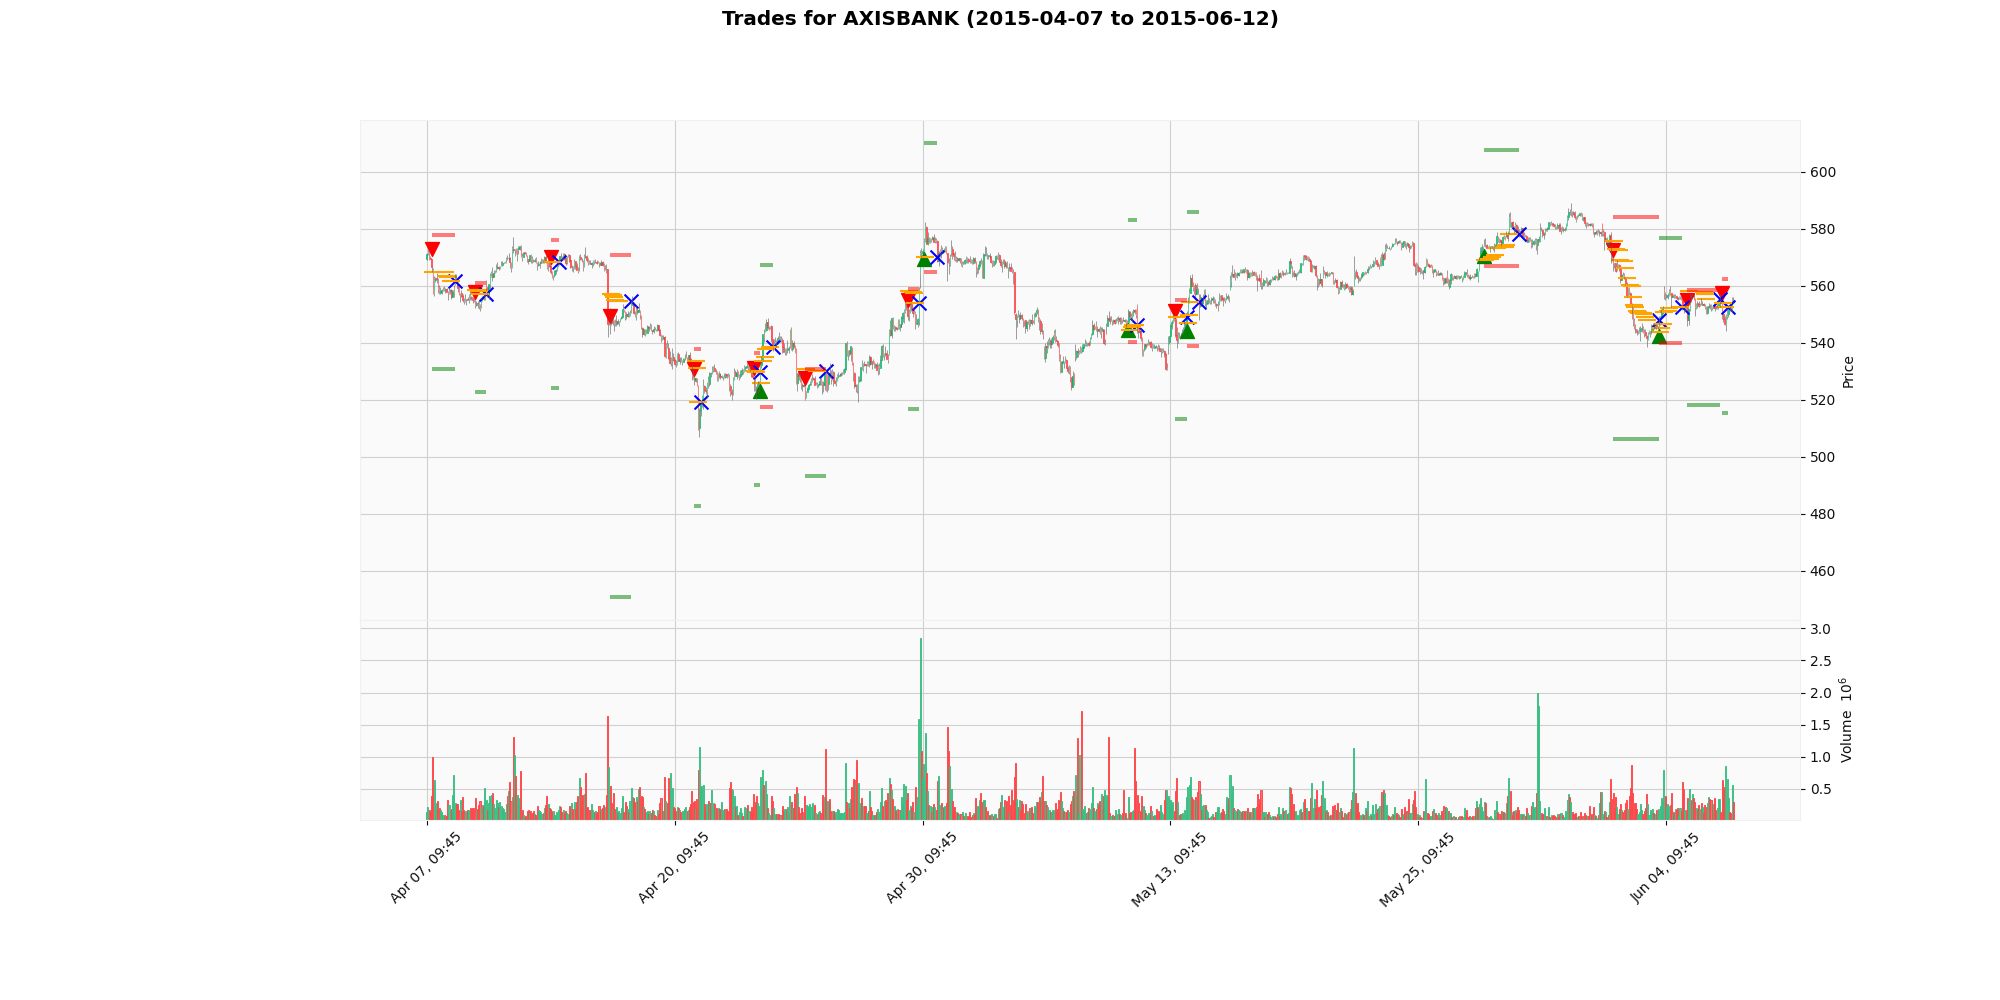 Trades for AXISBANK (2015-04-07 to 2015-06-12)
600
580
560
540
520
500
480
460
Price
3.0
2.5
2.0
1.5
1.0
0.5
Volume 10^6
Apr 07, 09:45
Apr 20, 09:45
Apr 30, 09:45
May 13, 09:45
May 25, 09:45
Jun 04, 09:45